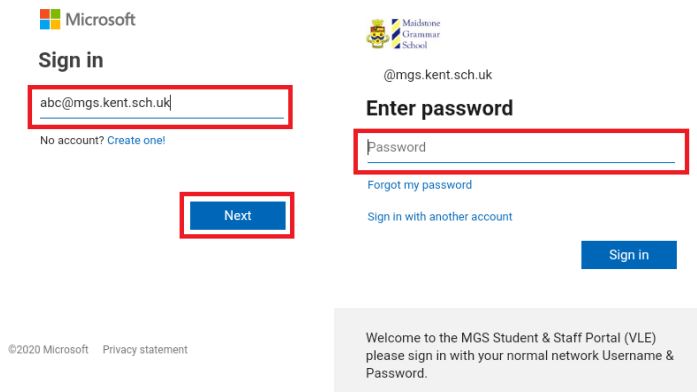 Microsoft
Sign in
abc@mgs.kent.sch.uk
No account? Create one!
Next
©2020 Microsoft Privacy statement
Maidstone
Grammar
School
@mgs.kent.sch.uk
Enter password
Password
Forgot my password
Sign in with another account
Sign in
Welcome to the MGS Student & Staff Portal (VLE)
please sign in with your normal network Username &
Password.